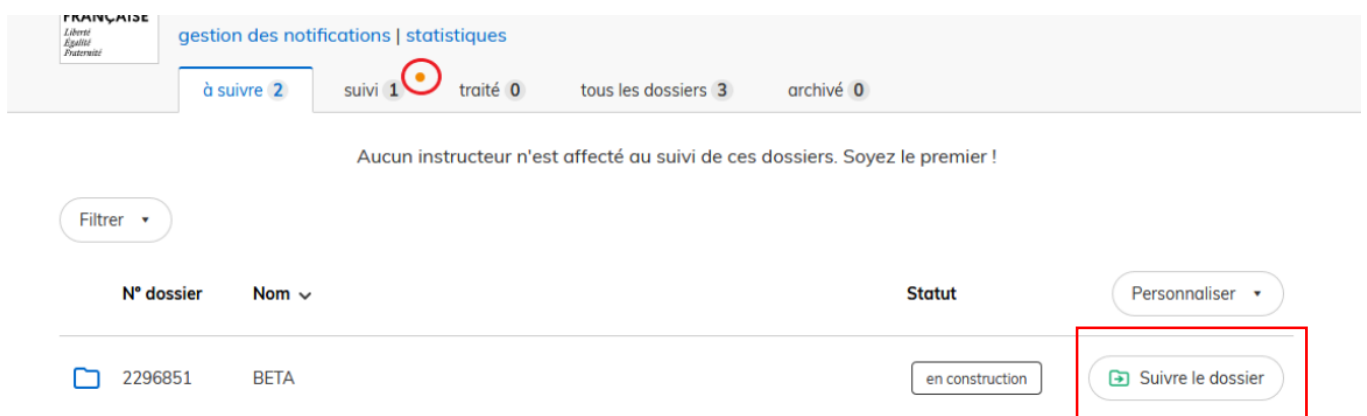 FRANÇAISE
Liberté
Égalité
Fraternité
gestion des notifications | statistiques
à suivre 2 suivi 1 traité 0 tous les dossiers 3 archivé 0
Aucun instructeur n'est affecté au suivi de ces dossiers. Soyez le premier !
Filtrer
N° dossier Nom Statut Personnaliser
2296851 BETA en construction Suivre le dossier